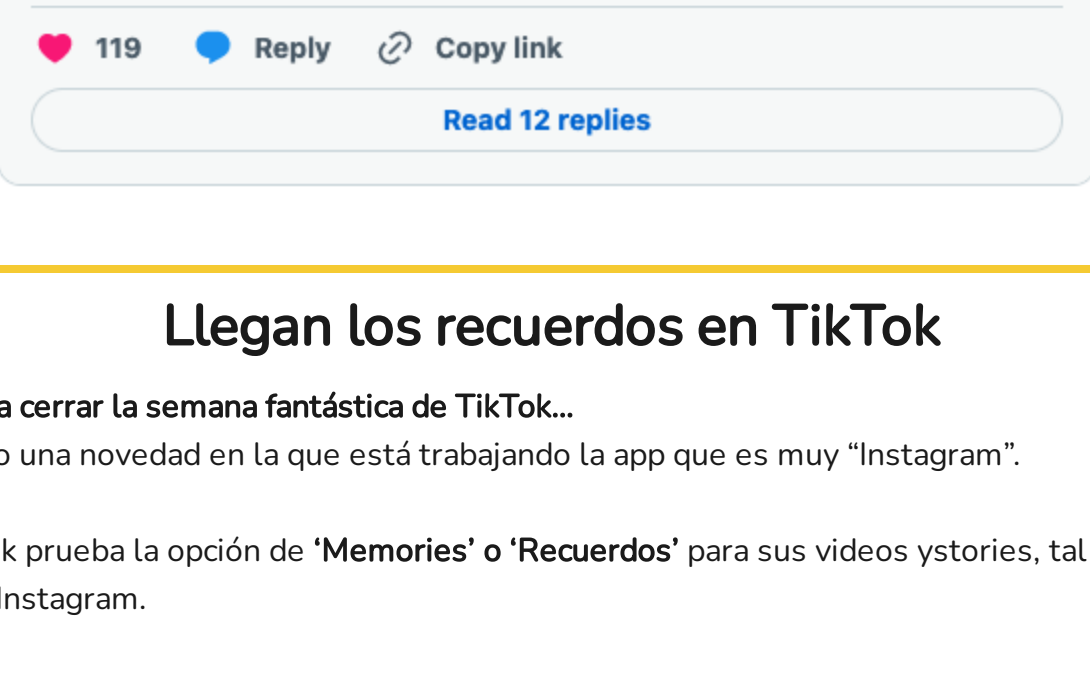 119 Reply Copy link
Read 12 replies
Llegan los recuerdos en TikTok
a cerrar la semana fantástica de TikTok...
o una novedad en la que está trabajando la app que es muy “Instagram”.
k prueba la opción de ‘Memories’ o ‘Recuerdos’ para sus videos ystories, tal
Instagram.